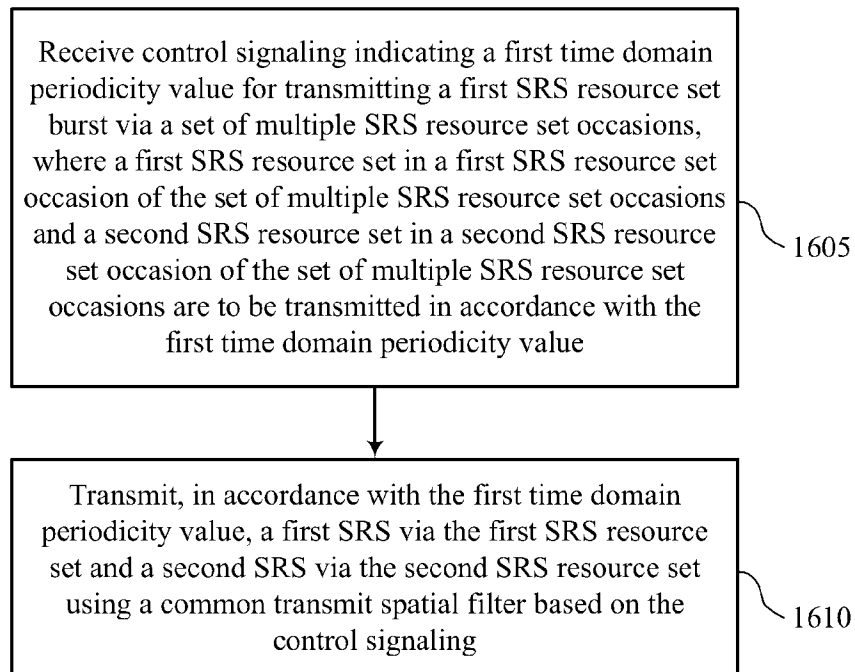 Receive control signaling indicating a first time domain
periodicity value for transmitting a first SRS resource set
burst via a set of multiple SRS resource set occasions,
where a first SRS resource set in a first SRS resource set
occasion of the set of multiple SRS resource set occasions
and a second SRS resource set in a second SRS resource
set occasion of the set of multiple SRS resource set
occasions are to be transmitted in accordance with the
first time domain periodicity value
1605
Transmit, in accordance with the first time domain
periodicity value, a first SRS via the first SRS resource
set and a second SRS via the second SRS resource set
using a common transmit spatial filter based on the
control signaling
1610